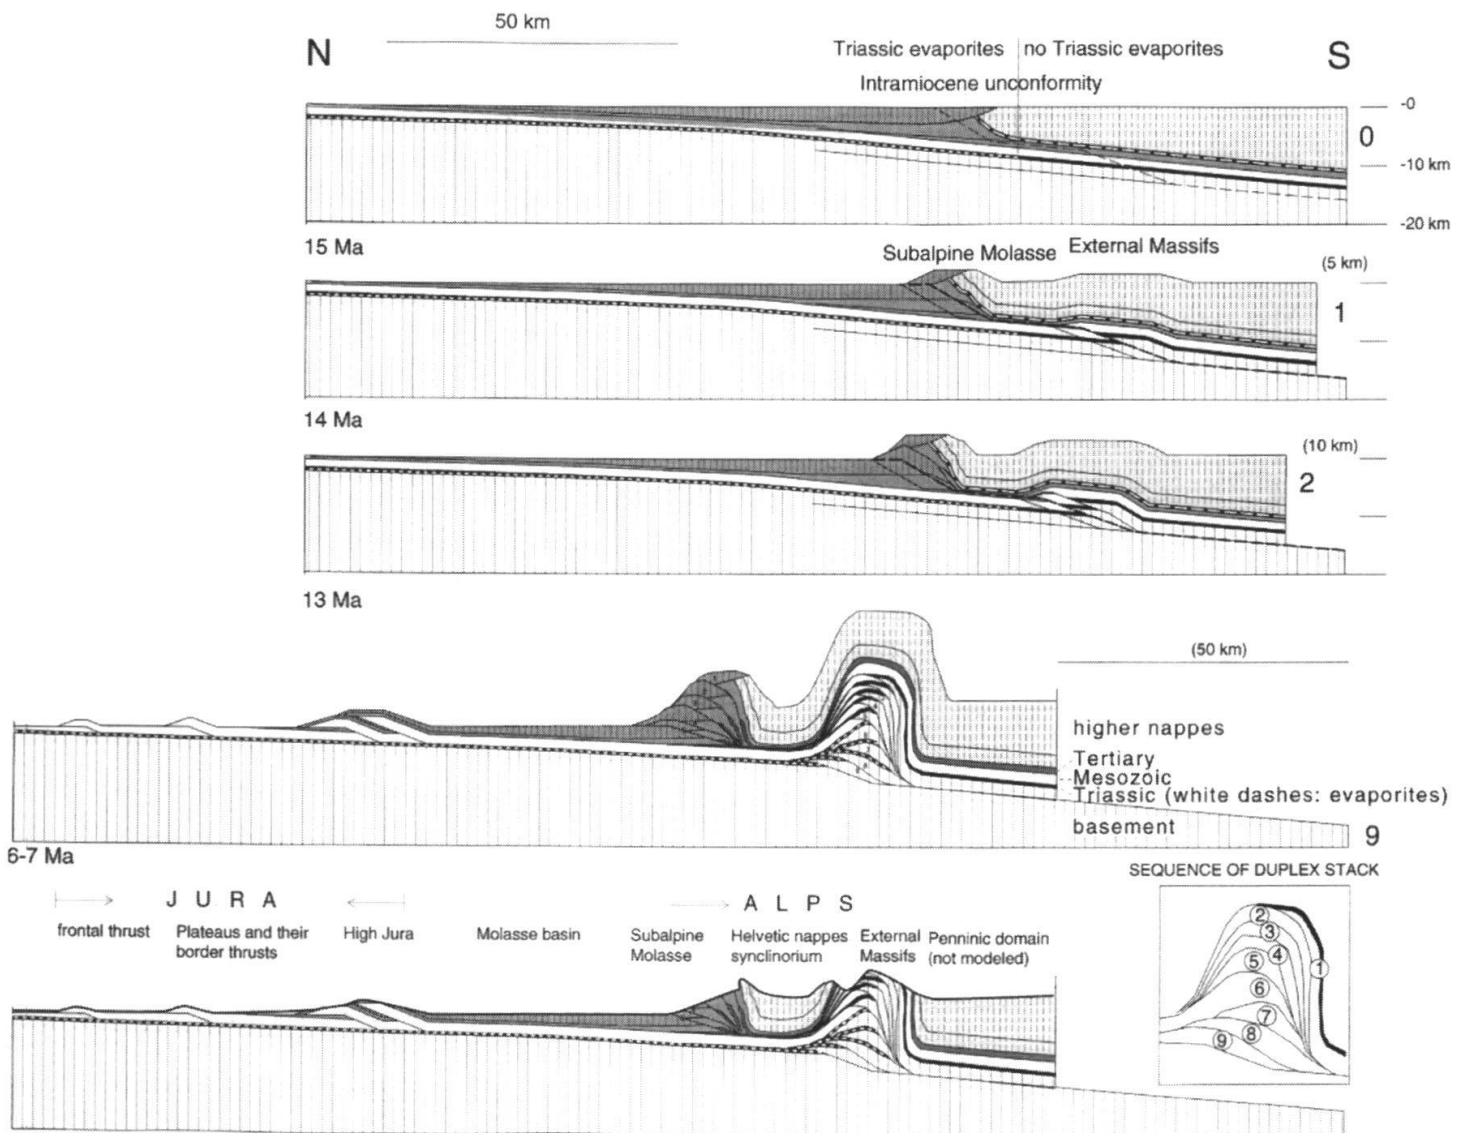 50 km
N
Triassic evaporites
no Triassic evaporites
S
Intramiocene unconformity
-0
0
-10 km
-20 km
15 Ma
Subalpine Molasse
External Massifs
(5 km)
1
14 Ma
(10 km)
2
13 Ma
(50 km)
higher nappes
Tertiary
Mesozoic
Triassic (white dashes: evaporites)
basement
9
6-7 Ma
SEQUENCE OF DUPLEX STACK
JURA
ALPS
frontal thrust
Plateaus and their
border thrusts
High Jura
Molasse basin
Subalpine
Molasse
Helvetic nappes
synclinorium
External
Massifs
Penninic domain
(not modeled)
2
3
4
1
5
6
7
8
9